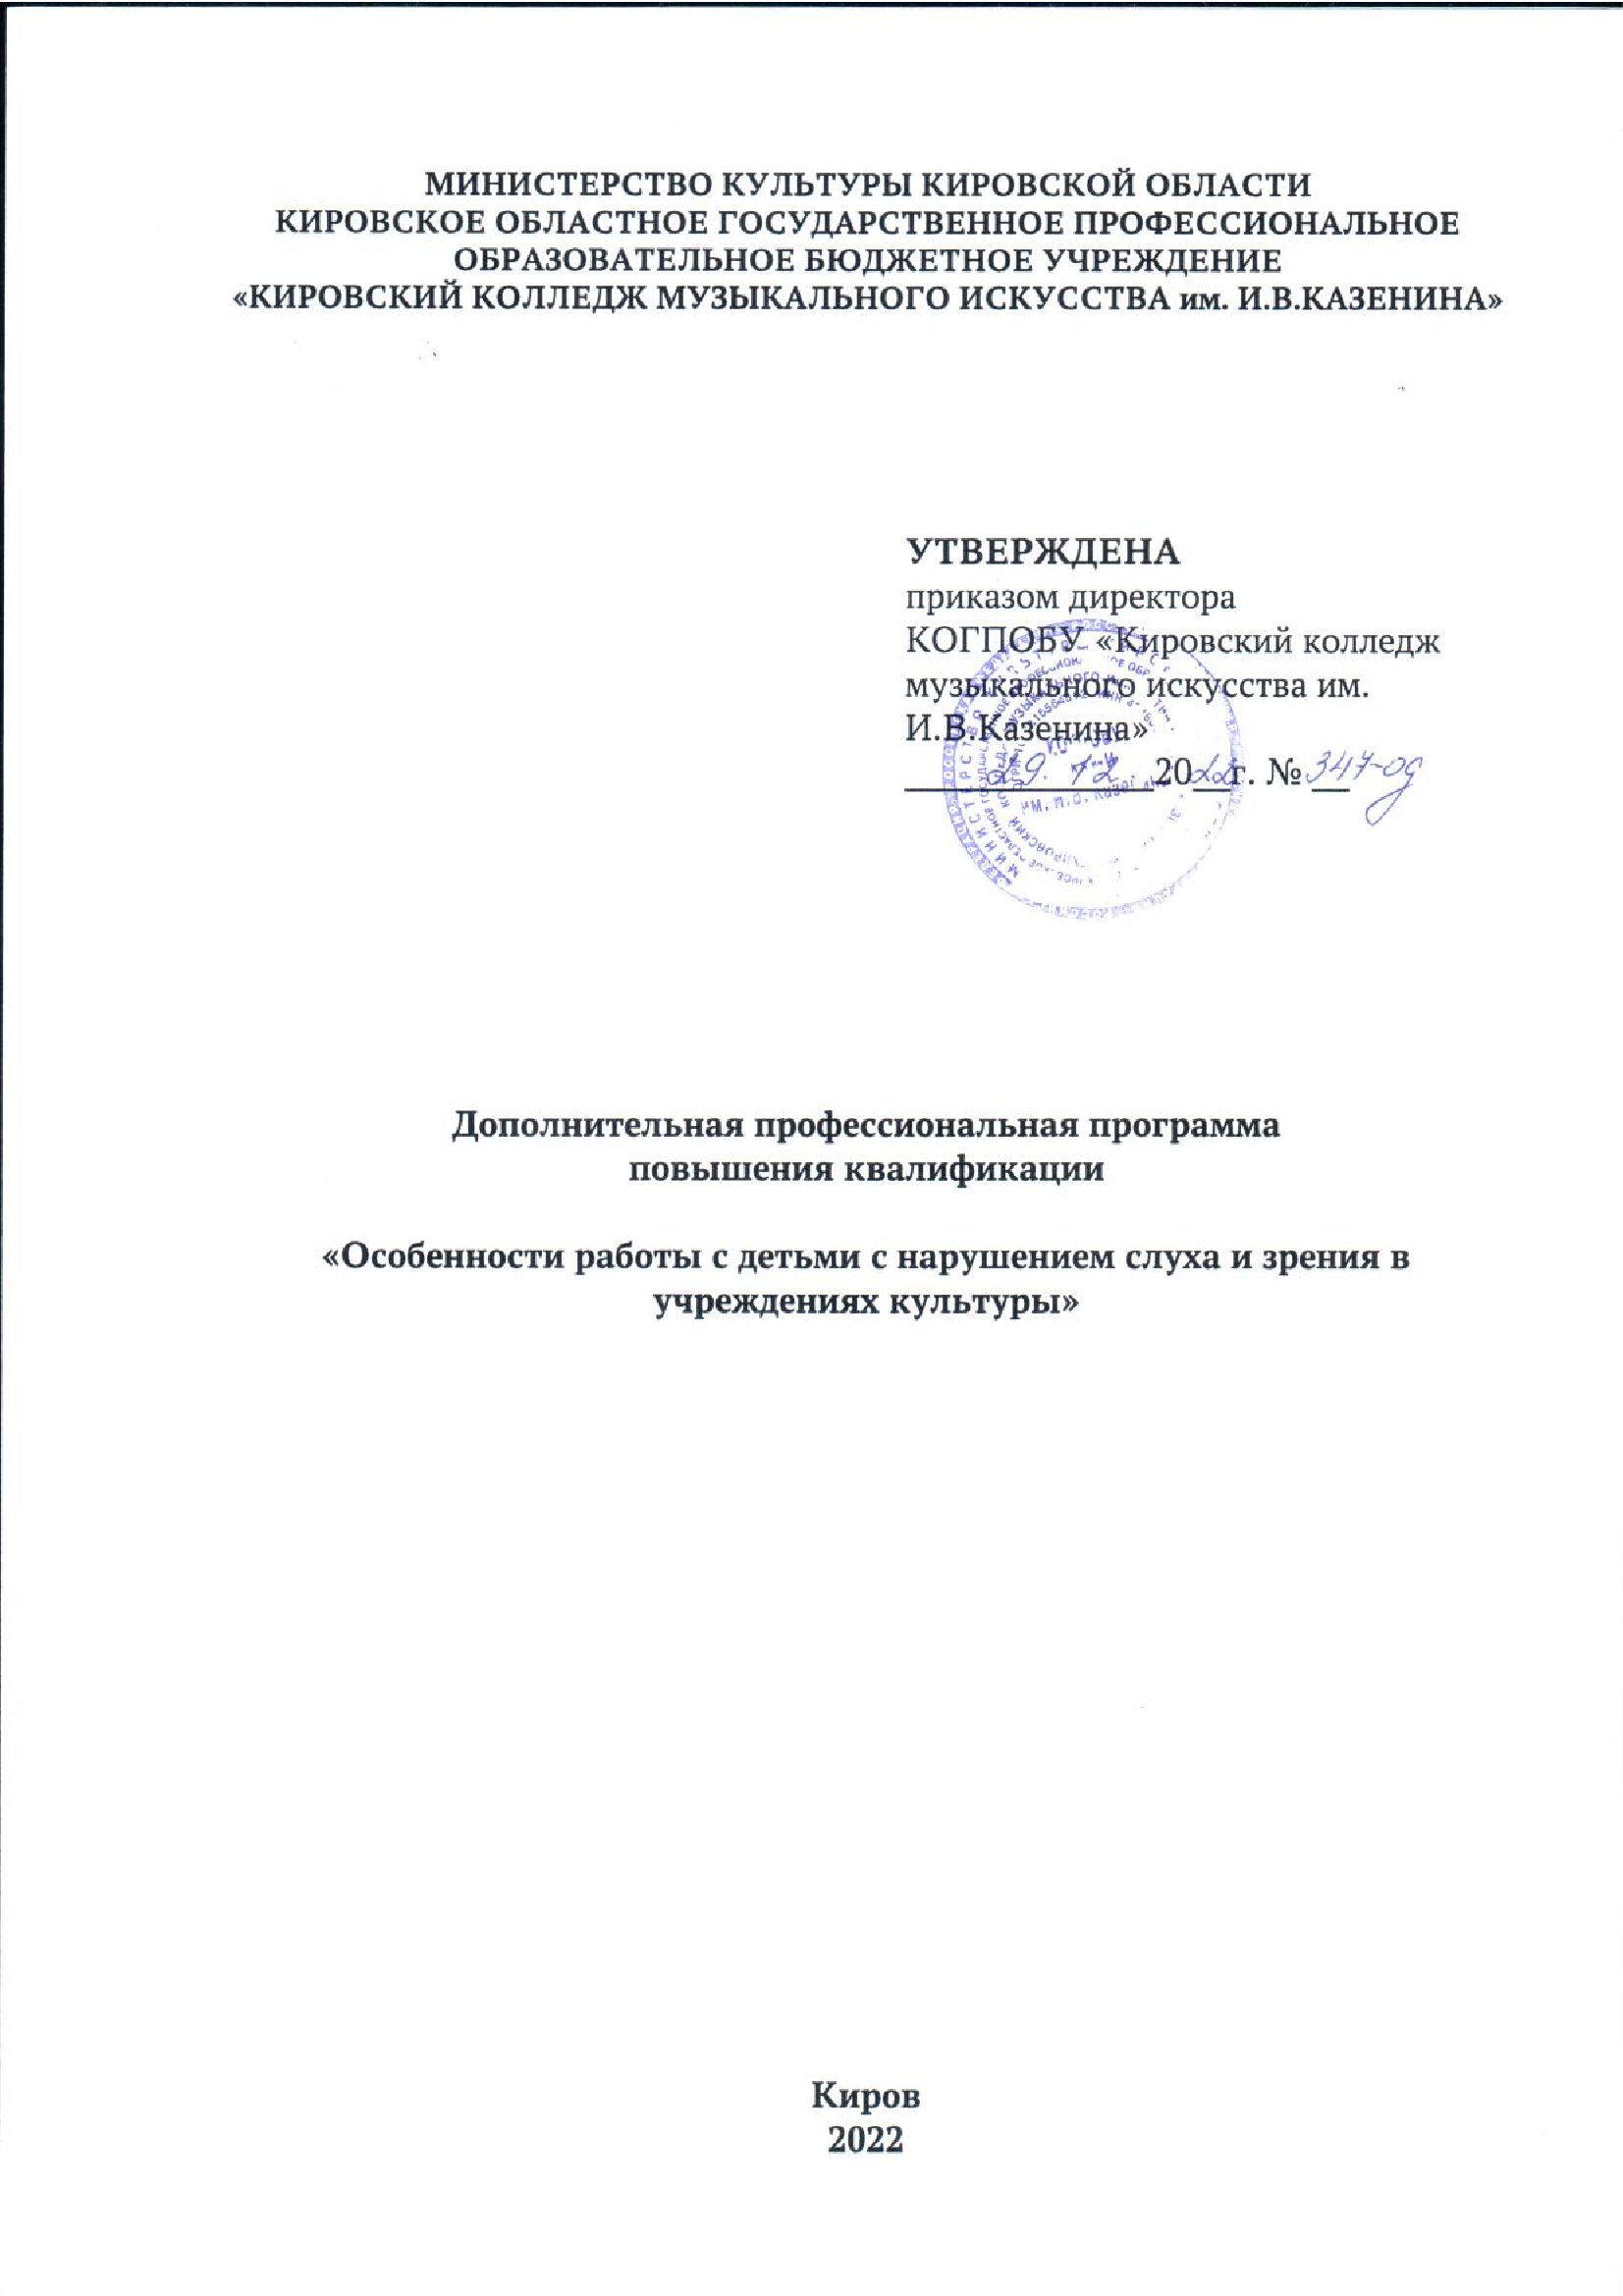 МИНИСТЕРСТВО КУЛЬТУРЫ КИРОВСКОЙ ОБЛАСТИ
КИРОВСКОЕ ОБЛАСТНОЕ ГОСУДАРСТВЕННОЕ ПРОФЕССИОНАЛЬНОЕ
ОБРАЗОВАТЕЛЬНОЕ БЮДЖЕТНОЕ УЧРЕЖДЕНИЕ
«КИРОВСКИЙ КОЛЛЕДЖ МУЗЫКАЛЬНОГО ИСКУССТВА им. И.В.КАЗЕНИНА»
УТВЕРЖДЕНА
приказом директора
КОГПОБУ «Кировский колледж
музыкального искусства им.
И.В.Казенина»
29. 12. 2022г. № 347-од
Дополнительная профессиональная программа
повышения квалификации
«Особенности работы с детьми с нарушением слуха и зрения в
учреждениях культуры»
Киров
2022